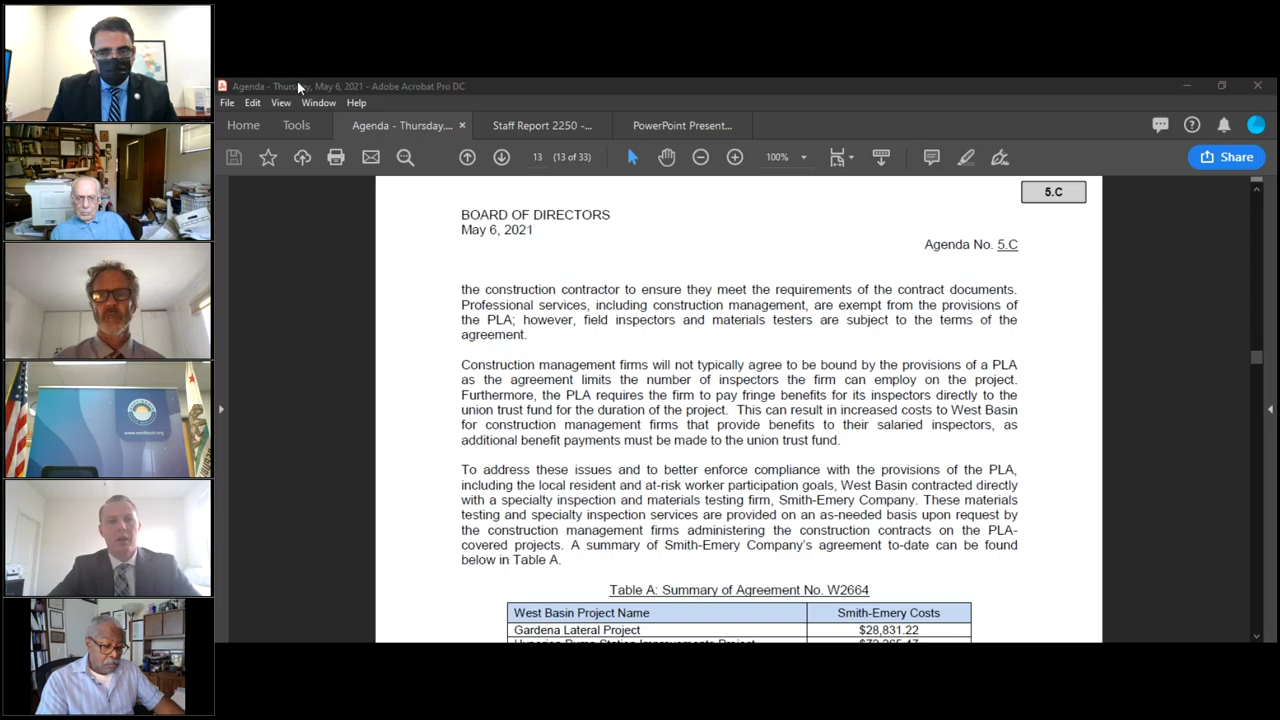 Agenda - Thursday, May 6, 2021 - Adobe Acrobat Pro DC
File Edit View Window Help
Home Tools Agenda - Thursday,... × Staff Report 2250 -... PowerPoint Present...
13 (13 of 33) 100% Share
5.C
BOARD OF DIRECTORS
May 6, 2021
Agenda No. 5.C
the construction contractor to ensure they meet the requirements of the contract documents.
Professional services, including construction management, are exempt from the provisions of
the PLA; however, field inspectors and materials testers are subject to the terms of the
agreement.
Construction management firms will not typically agree to be bound by the provisions of a PLA
as the agreement limits the number of inspectors the firm can employ on the project.
Furthermore, the PLA requires the firm to pay fringe benefits for its inspectors directly to the
union trust fund for the duration of the project. This can result in increased costs to West Basin
for construction management firms that provide benefits to their salaried inspectors, as
additional benefit payments must be made to the union trust fund.
To address these issues and to better enforce compliance with the provisions of the PLA,
including the local resident and at-risk worker participation goals, West Basin contracted directly
with a specialty inspection and materials testing firm, Smith-Emery Company. These materials
testing and specialty inspection services are provided on an as-needed basis upon request by
the construction management firms administering the construction contracts on the PLA-
covered projects. A summary of Smith-Emery Company's agreement to-date can be found
below in Table A.
Table A: Summary of Agreement No. W2664
West Basin Project Name Smith-Emery Costs
Gardena Lateral Project $28,831.22